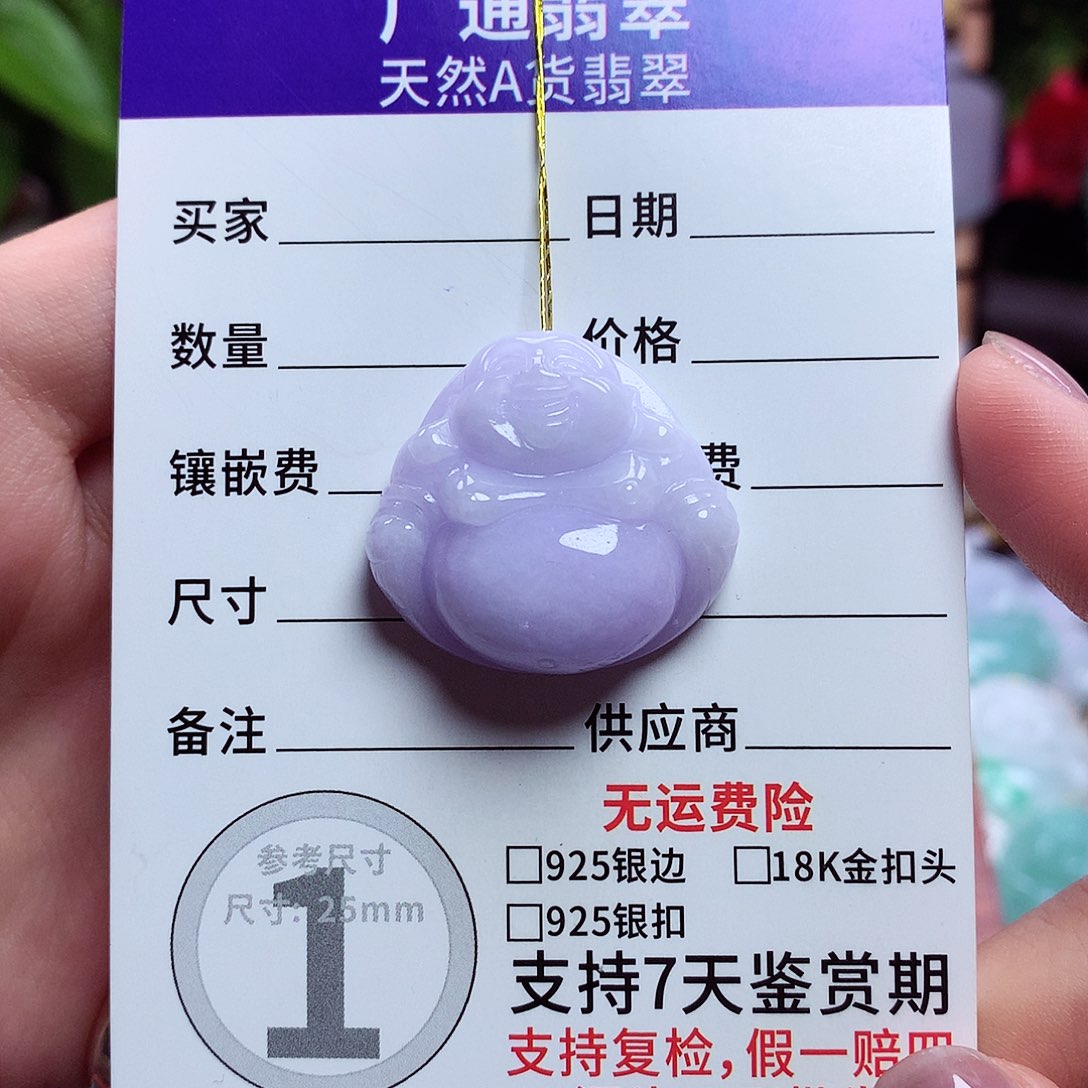 广通翡翠
天然A货翡翠
买家 日期
数量 价格
镶嵌费 费
尺寸
备注 供应商
无运费险
参考尺寸
尺寸: 25mm
1
□925银边 □18K金扣头
□925银扣
支持7天鉴赏期
支持复检,假一赔四